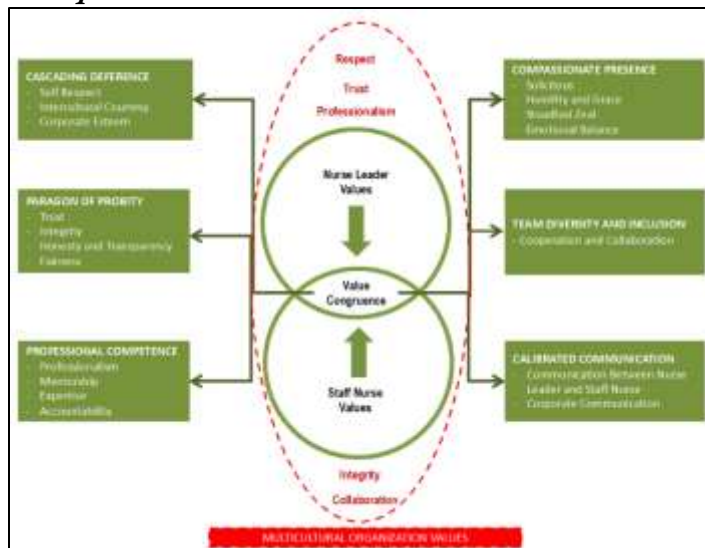 CASCADING DEFERENCE
- Self Respect
- Intercultural Courtesy
- Corporate Esteem
PARAGON OF PROBITY
- Trust
- Integrity
- Honesty and Transparency
- Fairness
PROFESSIONAL COMPETENCE
- Professionalism
- Mentorship
- Expertise
- Accountability
Respect
Trust
Professionalism
Nurse Leader
Values
Value
Congruence
Staff Nurse
Values
Integrity
Collaboration
COMPASSIONATE PRESENCE
- Solicitous
- Humility and Grace
- Steadfast Zeal
- Emotional Balance
TEAM DIVERSITY AND INCLUSION
- Cooperation and Collaboration
CALIBRATED COMMUNICATION
- Communication Between Nurse
Leader and Staff Nurse
- Corporate Communication
MULTICULTURAL ORGANIZATION VALUES